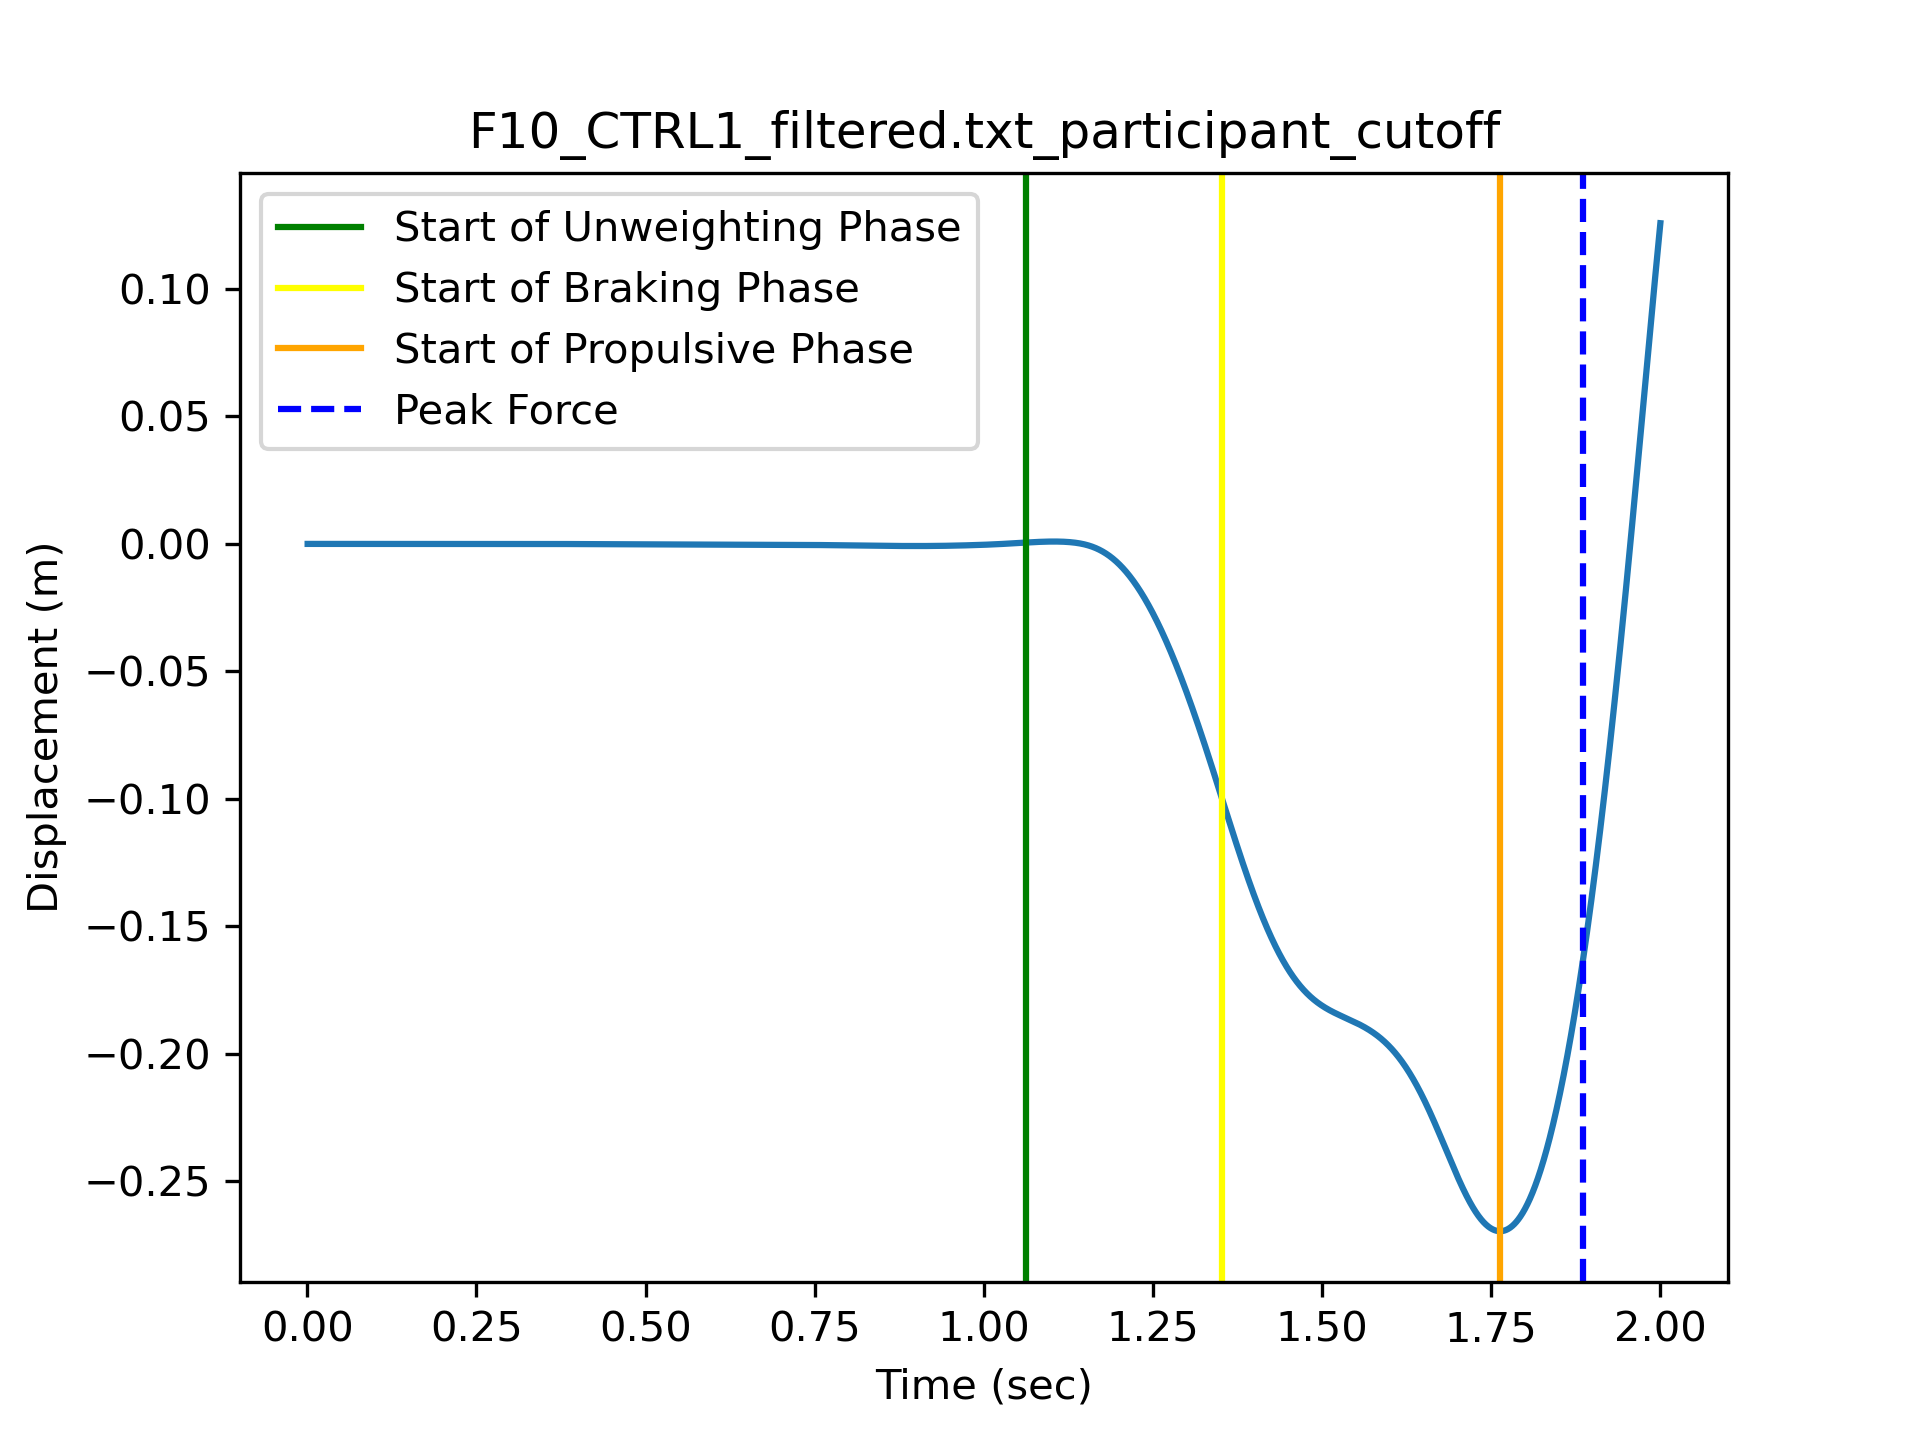 F10_CTRL1_filtered.txt_participant_cutoff
Start of Unweighting Phase
Start of Braking Phase
Start of Propulsive Phase
Peak Force
Displacement (m)
0.10
0.05
0.00
−0.05
−0.10
−0.15
−0.20
−0.25
0.00 0.25 0.50 0.75 1.00 1.25 1.50 1.75 2.00
Time (sec)